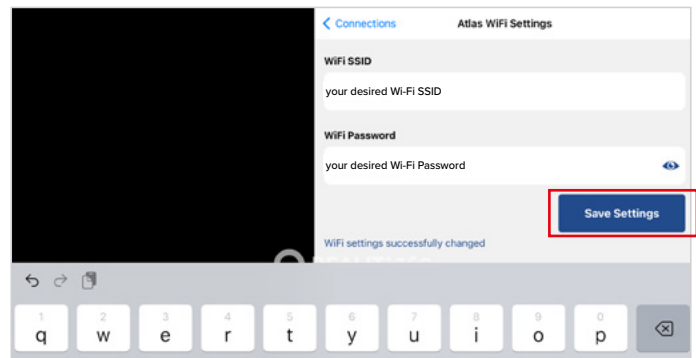 Connections
Atlas WiFi Settings
WiFi SSID
your desired Wi-Fi SSID
WiFi Password
your desired Wi-Fi Password
Save Settings
WiFi settings successfully changed
1 2 3 4 5 6 7 8 9 0
q w e r t y u i o p